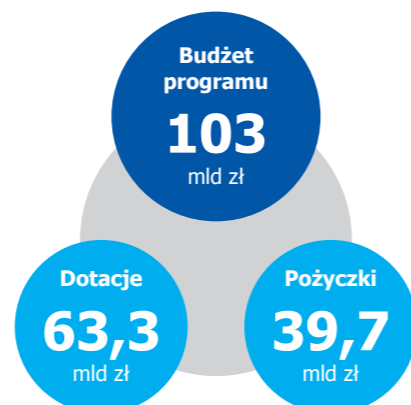 Budżet
programu
103
mld zł
Dotacje
63,3
mld zł
Pożyczki
39,7
mld zł